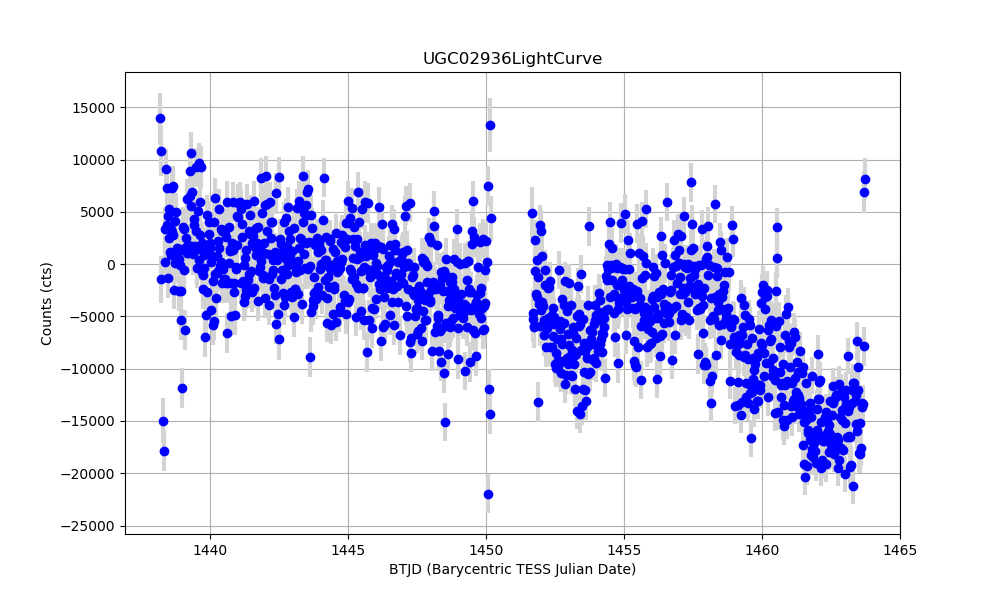 UGC02936LightCurve
15000
10000
5000
0
−5000
−10000
−15000
−20000
−25000
Counts (cts)
1440 1445 1450 1455 1460 1465
BTJD (Barycentric TESS Julian Date)